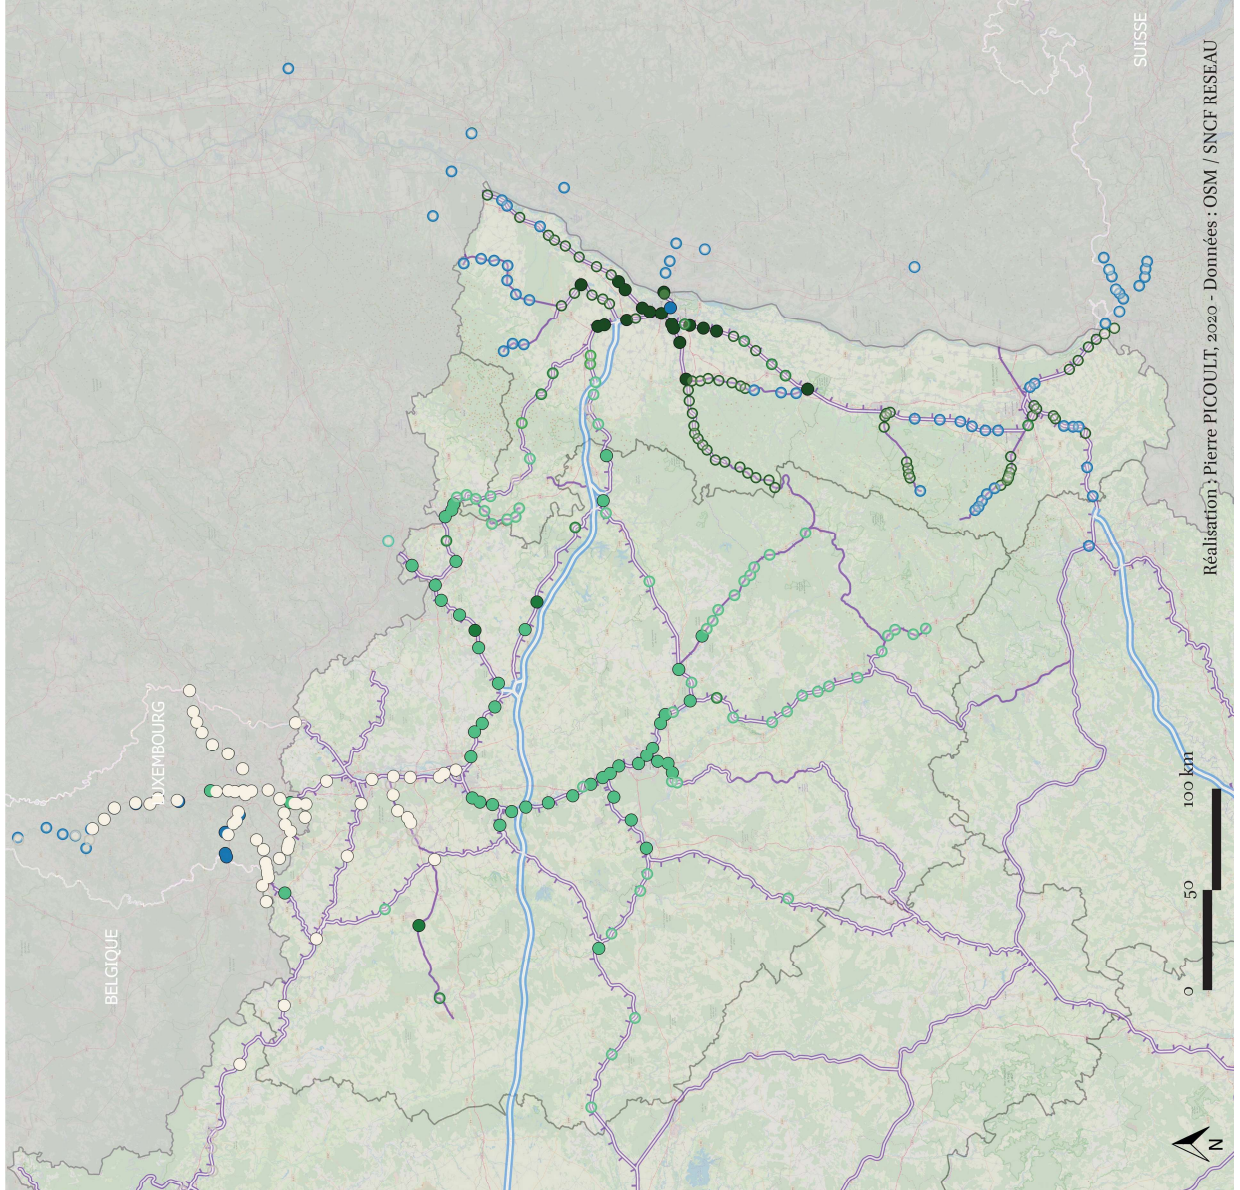 BELGIQUE
LUXEMBOURG
SUISSE
0 50 100 km
N
Réalisation : Pierre PICOULT, 2020 - Données : OSM / SNCF RESEAU